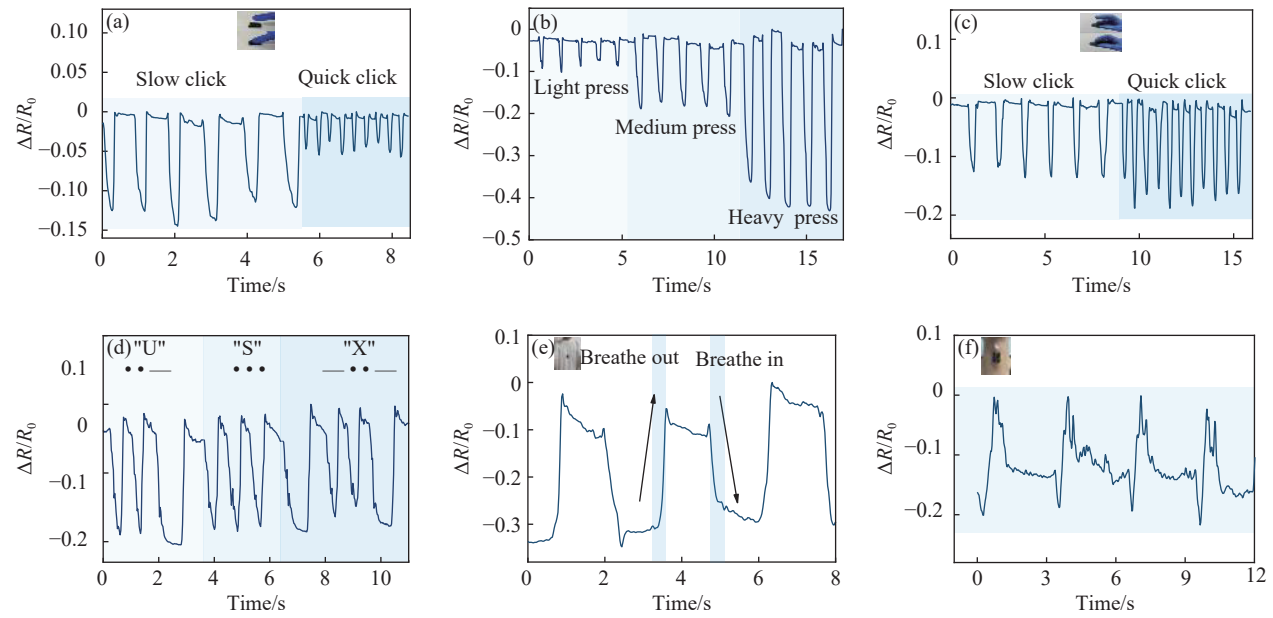 (a)
0.10
0.05
0
−0.05
−0.10
−0.15
ΔR/R0
Slow click
Quick click
0 2 4 6 8
Time/s
(b)
0
−0.1
−0.2
−0.3
−0.4
−0.5
ΔR/R0
Light press
Medium press
Heavy press
0 5 10 15
Time/s
(c)
0.1
0
−0.1
−0.2
ΔR/R0
Slow click
Quick click
0 5 10 15
Time/s
(d) "U" "S" "X"
•• — ••• — •• —
0.1
0
−0.1
−0.1
−0.2
ΔR/R0
0 2 4 6 8 10
Time/s
(e)
Breathe out
Breathe in
0.1
0
−0.1
−0.2
−0.3
ΔR/R0
0 2 4 6 8
Time/s
(f)
0.1
0
−0.1
−0.2
ΔR/R0
0 3 6 9 12
Time/s